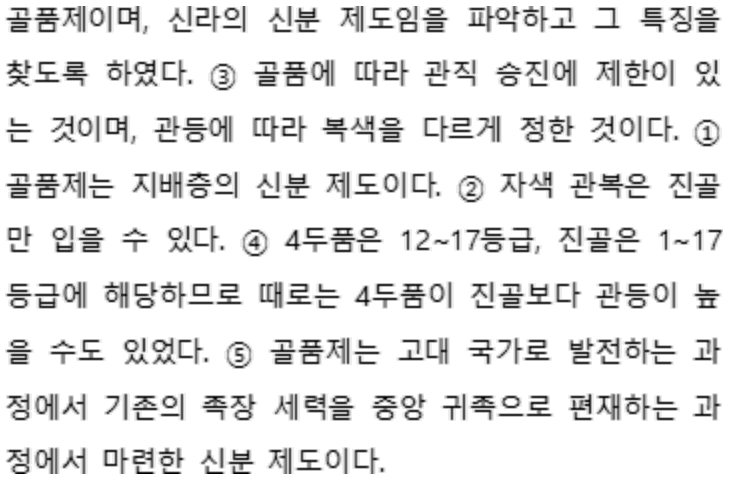 골품제이며, 신라의 신분 제도임을 파악하고 그 특징을
찾도록 하였다. ③ 골품에 따라 관직 승진에 제한이 있
는 것이며, 관등에 따라 복색을 다르게 정한 것이다. ①
골품제는 지배층의 신분 제도이다. ② 자색 관복은 진골
만 입을 수 있다. ④ 4두품은 12~17등급, 진골은 1~17
등급에 해당하므로 때로는 4두품이 진골보다 관등이 높
을 수도 있었다. ⑤ 골품제는 고대 국가로 발전하는 과
정에서 기존의 족장 세력을 중앙 귀족으로 편재하는 과
정에서 마련한 신분 제도이다.